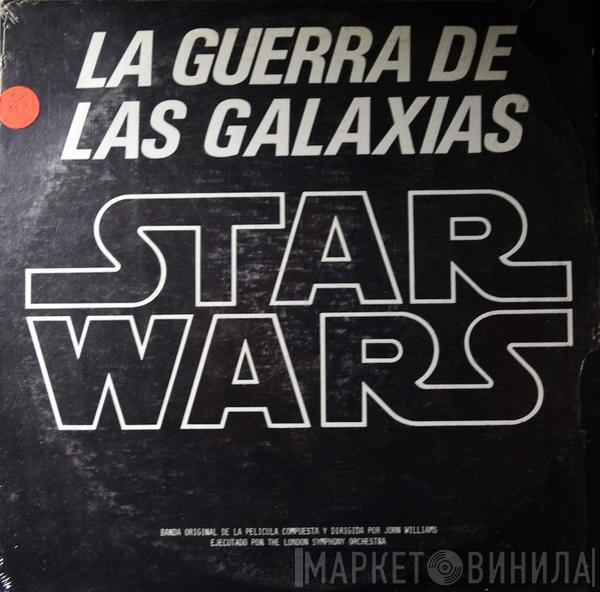 LA GUERRA DE
LAS GALAXIAS
STAR
WARS
BANDA ORIGINAL DE LA PELICULA COMPUESTA Y DIRIGIDA POR JOHN WILLIAMS
EJECUTADO POR THE LONDON SYMPHONY ORCHESTRA
МАРКЕТ ВИНИЛА